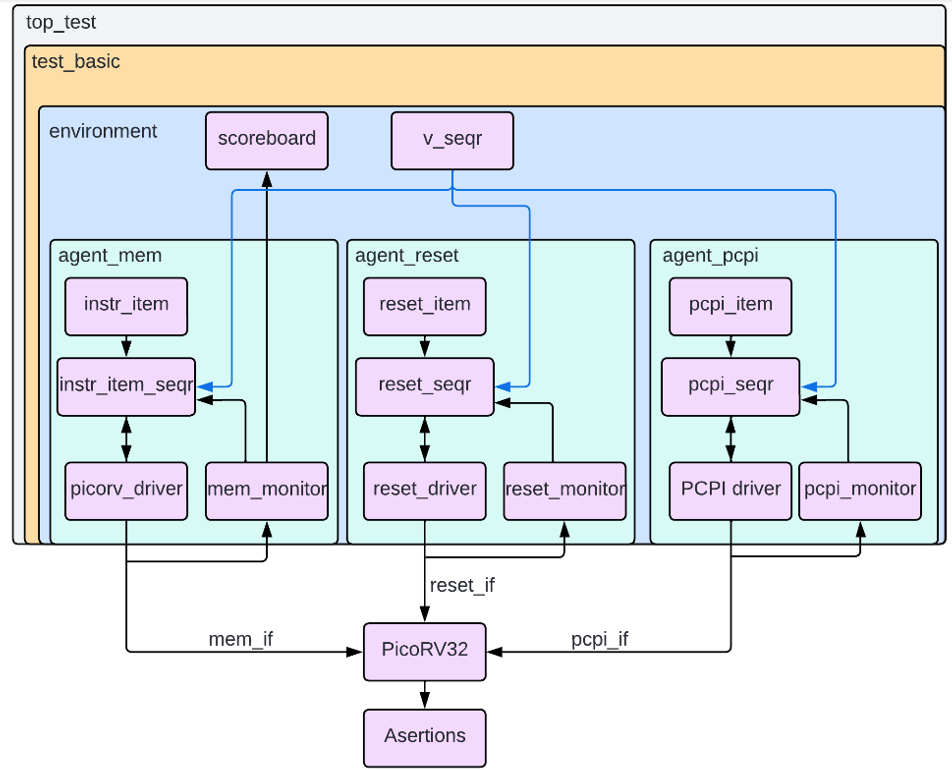 top_test
test_basic
environment
scoreboard
v_seqr
agent_mem
agent_reset
agent_pcpi
instr_item
reset_item
pcpi_item
instr_item_seqr
reset_seqr
pcpi_seqr
picorv_driver
mem_monitor
reset_driver
reset_monitor
PCPI driver
pcpi_monitor
reset_if
mem_if
pcpi_if
PicoRV32
Asertions